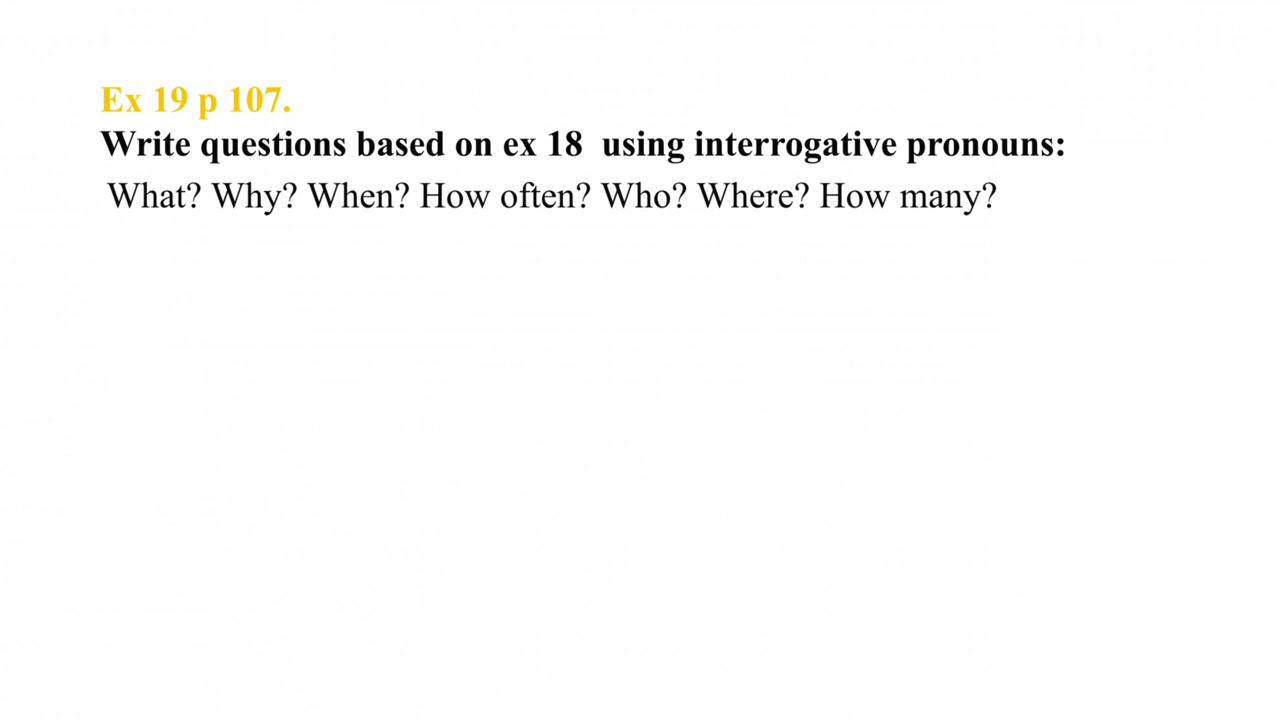 Ex 19 p 107.
Write questions based on ex 18  using interrogative pronouns:
What? Why? When? How often? Who? Where? How many?